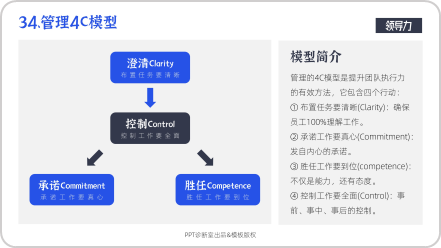 34.管理4C模型
领导力
澄清Clarity
布置任务要清晰
控制Control
控制工作要全面
承诺Commitment
承诺工作要真心
胜任Competence
胜任工作要到位
模型简介
管理的4C模型是提升团队执行力
的有效方法，它包含四个行动：
① 布置任务要清晰(Clarity)：确保
员工100%理解工作。
② 承诺工作要真心(Commitment)：
发自内心的承诺。
③ 胜任工作要到位(competence)：
不仅是能力，还有态度。
④ 控制工作要全面(Control)：事
前、事中、事后的控制。
PPT诊断室出品&模板版权